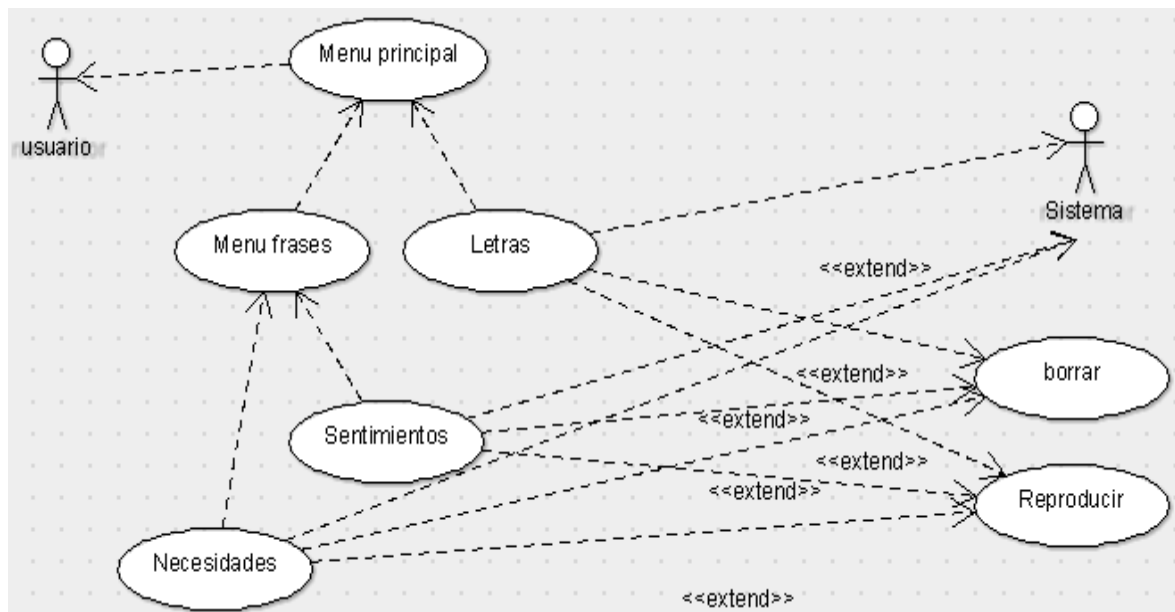 Menu principal
usuario
Sistema
Menu frases
Letras
<<extend>>
borrar
<<extend>>
<<extend>>
Sentimientos
<<extend>>
<<extend>>
Reproducir
Necesidades
<<extend>>